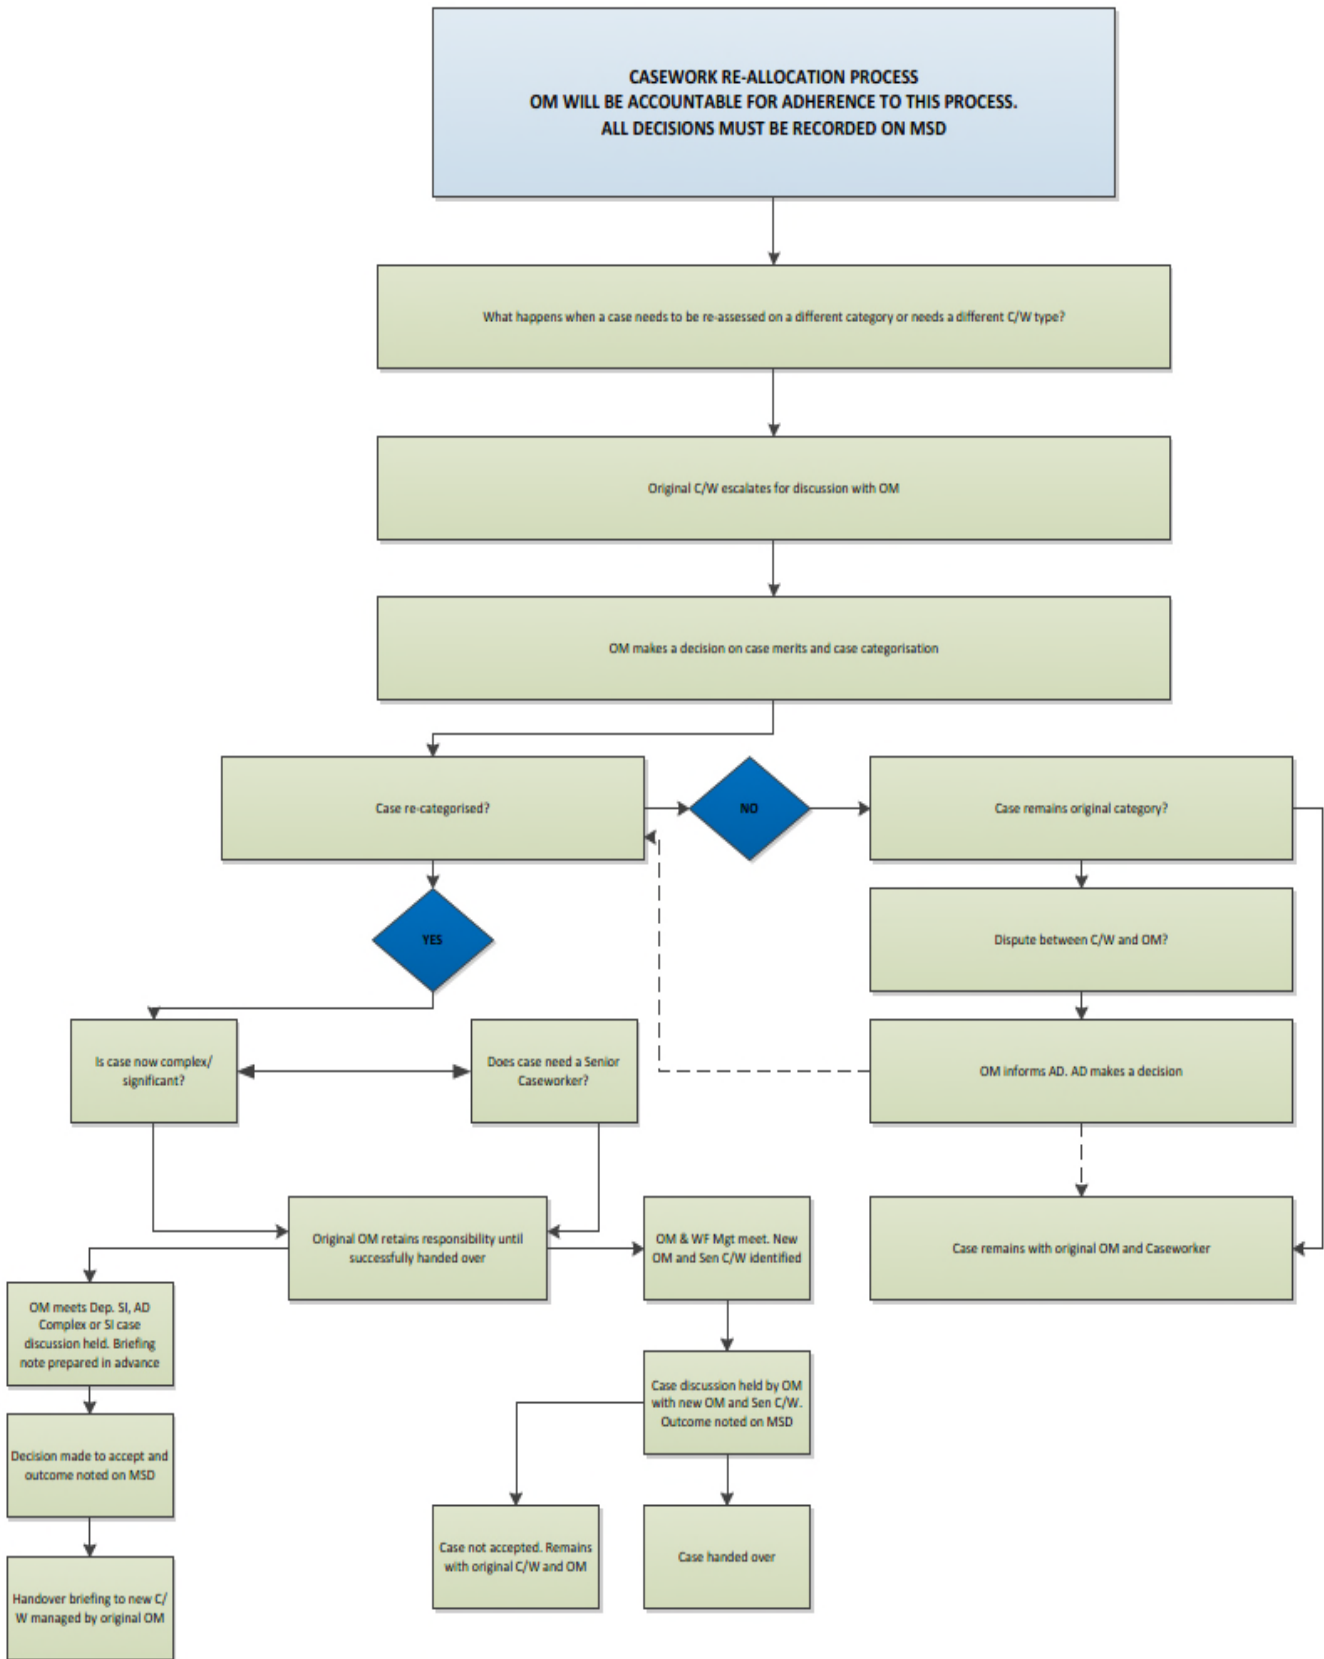 CASEWORK RE-ALLOCATION PROCESS
OM WILL BE ACCOUNTABLE FOR ADHERENCE TO THIS PROCESS.
ALL DECISIONS MUST BE RECORDED ON MSD
What happens when a case needs to be re-assessed on a different category or needs a different C/W type?
Original C/W escalates for discussion with OM
OM makes a decision on case merits and case categorisation
Case re-categorised?
NO
Case remains original category?
YES
Dispute between C/W and OM?
Is case now complex/
significant?
Does case need a Senior
Caseworker?
OM informs AD. AD makes a decision
Original OM retains responsibility until
successfully handed over
OM & WF Mgt meet. New
OM and Sen C/W identified
Case remains with original OM and Caseworker
OM meets Dep. SI, AD
Complex or SI case
discussion held. Briefing
note prepared in advance
Case discussion held by OM
with new OM and Sen C/W.
Outcome noted on MSD
Decision made to accept and
outcome noted on MSD
Case not accepted. Remains
with original C/W and OM
Case handed over
Handover briefing to new C/
W managed by original OM